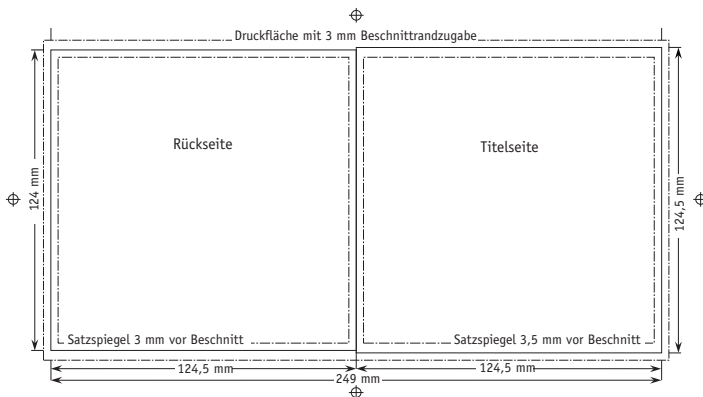 Druckfläche mit 3 mm Beschnittrandzugabe
Rückseite
Titelseite
124 mm
124,5 mm
Satzspiegel 3 mm vor Beschnitt
Satzspiegel 3,5 mm vor Beschnitt
124,5 mm
124,5 mm
249 mm